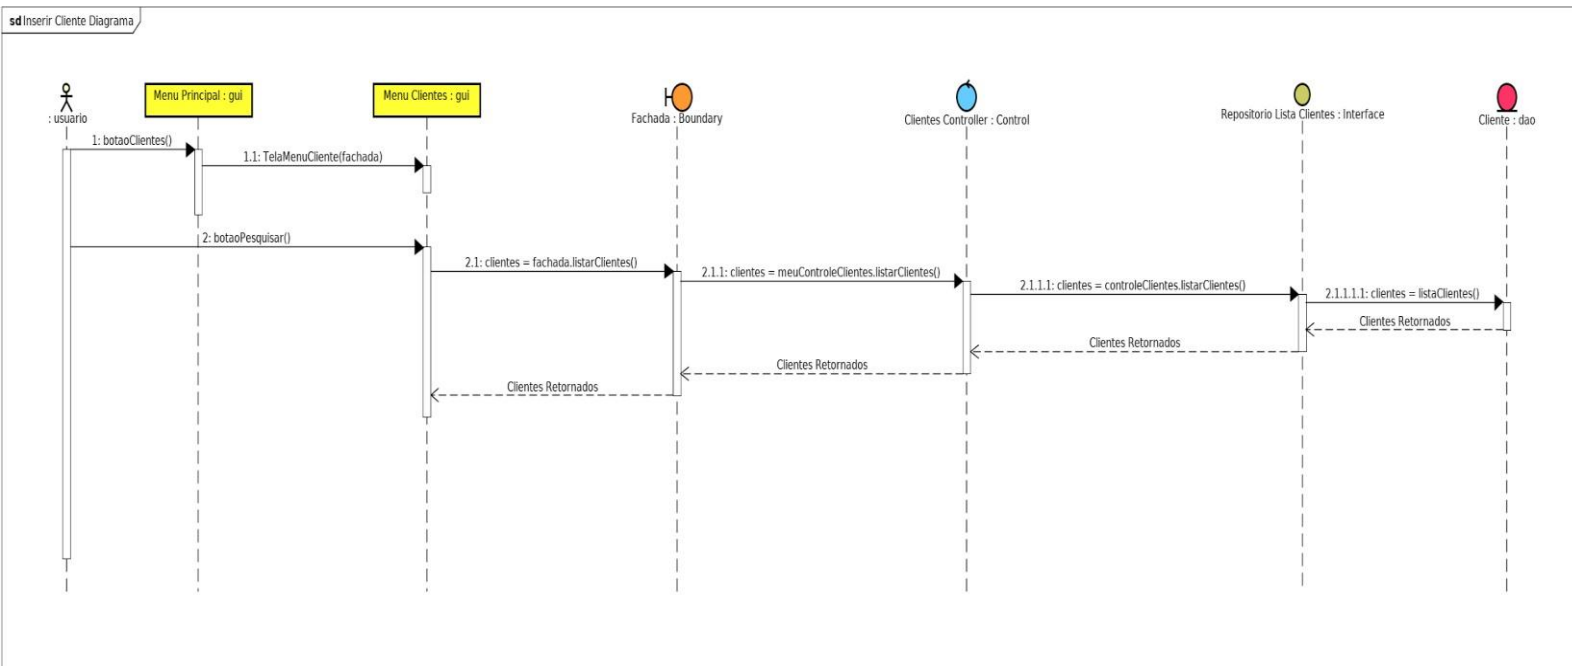 sd Inserir Cliente Diagrama
Menu Principal : gui
Menu Clientes : gui
: usuario
Fachada : Boundary
Clientes Controller : Control
Repositorio Lista Clientes : Interface
Cliente : dao
1: botaoClientes()
1.1: TelaMenuCliente(fachada)
2: botaoPesquisar()
2.1: clientes = fachada.listarClientes()
2.1.1: clientes = meuControleClientes.listarClientes()
2.1.1.1: clientes = controleClientes.listarClientes()
2.1.1.1.1: clientes = listaClientes()
Clientes Retornados
Clientes Retornados
Clientes Retornados
Clientes Retornados